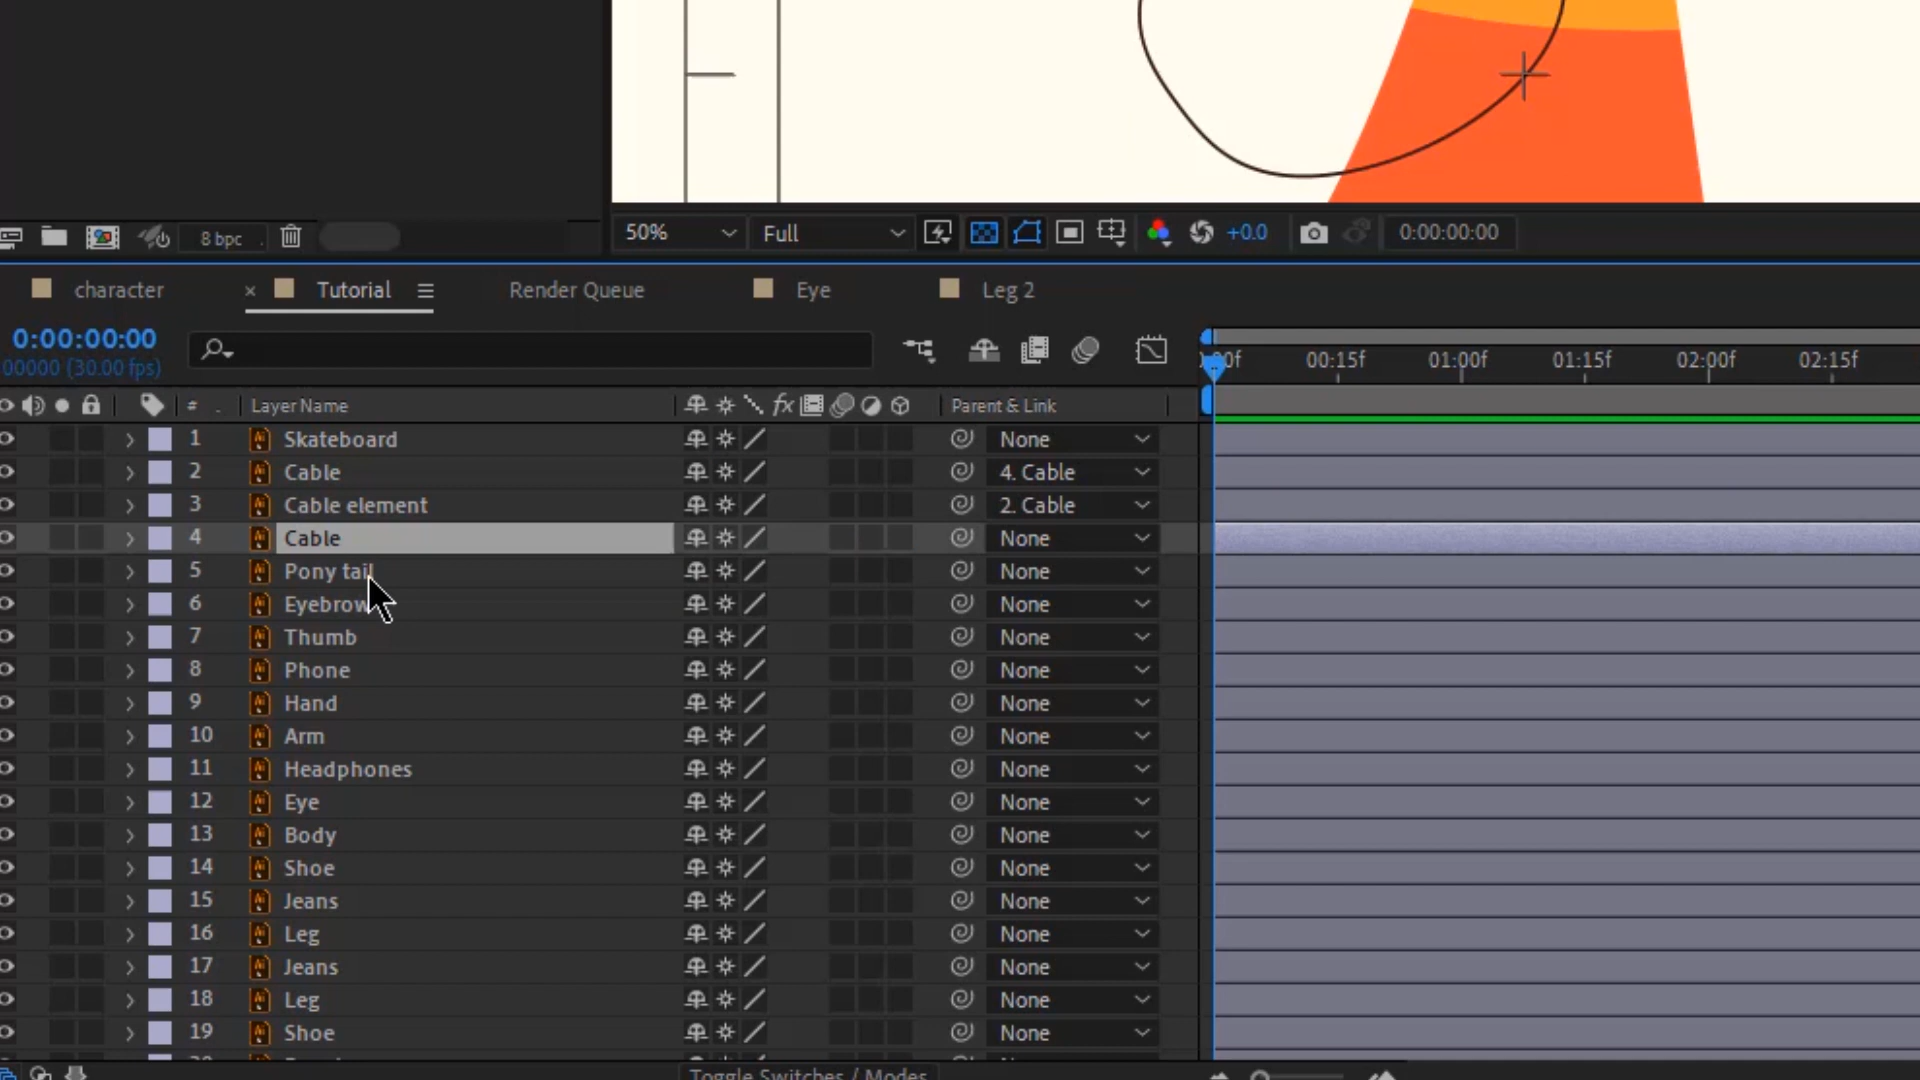 8 bpc
50% Full +0.0 0:00:00:00
character × Tutorial Render Queue Eye Leg 2
0:00:00:00
00000 (30.00 fps)
00f 00:15f 01:00f 01:15f 02:00f 02:15f
# . Layer Name fx Parent & Link
1 Skateboard None
2 Cable 4. Cable
3 Cable element 2. Cable
4 Cable None
5 Pony tail None
6 Eyebrow None
7 Thumb None
8 Phone None
9 Hand None
10 Arm None
11 Headphones None
12 Eye None
13 Body None
14 Shoe None
15 Jeans None
16 Leg None
17 Jeans None
18 Leg None
19 Shoe None
Toggle Switches / Modes